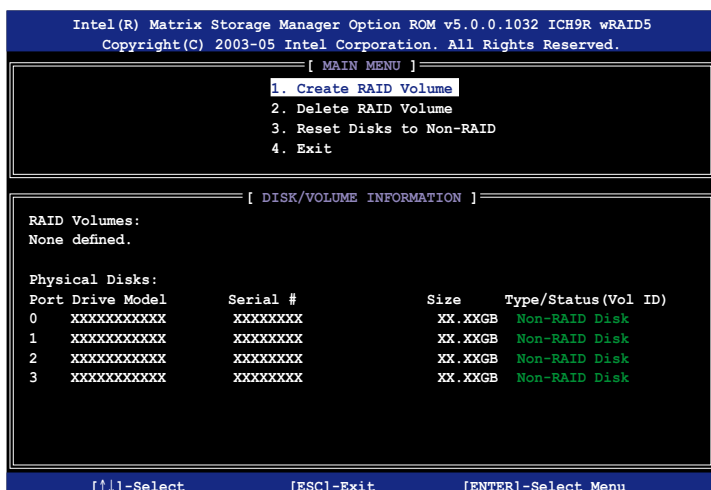 Intel(R) Matrix Storage Manager Option ROM v5.0.0.1032 ICH9R wRAID5
Copyright(C) 2003-05 Intel Corporation. All Rights Reserved.
[ MAIN MENU ]
1. Create RAID Volume
2. Delete RAID Volume
3. Reset Disks to Non-RAID
4. Exit
[ DISK/VOLUME INFORMATION ]
RAID Volumes:
None defined.
Physical Disks:
Port Drive Model Serial # Size Type/Status(Vol ID)
0 XXXXXXXXXXX XXXXXXXX XX.XXGB Non-RAID Disk
1 XXXXXXXXXXX XXXXXXXX XX.XXGB Non-RAID Disk
2 XXXXXXXXXXX XXXXXXXX XX.XXGB Non-RAID Disk
3 XXXXXXXXXXX XXXXXXXX XX.XXGB Non-RAID Disk
[↑↓]-Select [ESC]-Exit [ENTER]-Select Menu